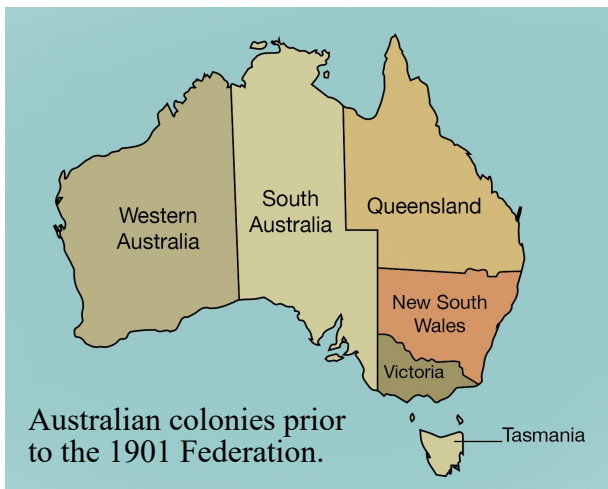 Western
Australia
South
Australia
Queensland
New South
Wales
Victoria
Tasmania
Australian colonies prior
to the 1901 Federation.